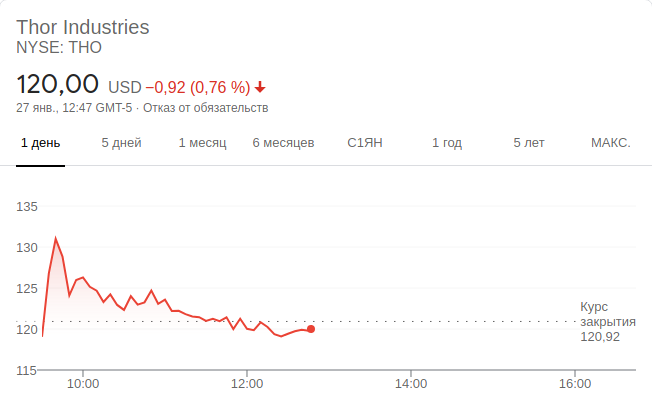 Thor Industries
NYSE: THO
120,00 USD −0,92 (0,76 %)
27 янв., 12:47 GMT-5 · Отказ от обязательств
1 день 5 дней 1 месяц 6 месяцев С1ЯН 1 год 5 лет МАКС.
135
130
125
120
115
Курс
закрытия
120,92
10:00 12:00 14:00 16:00